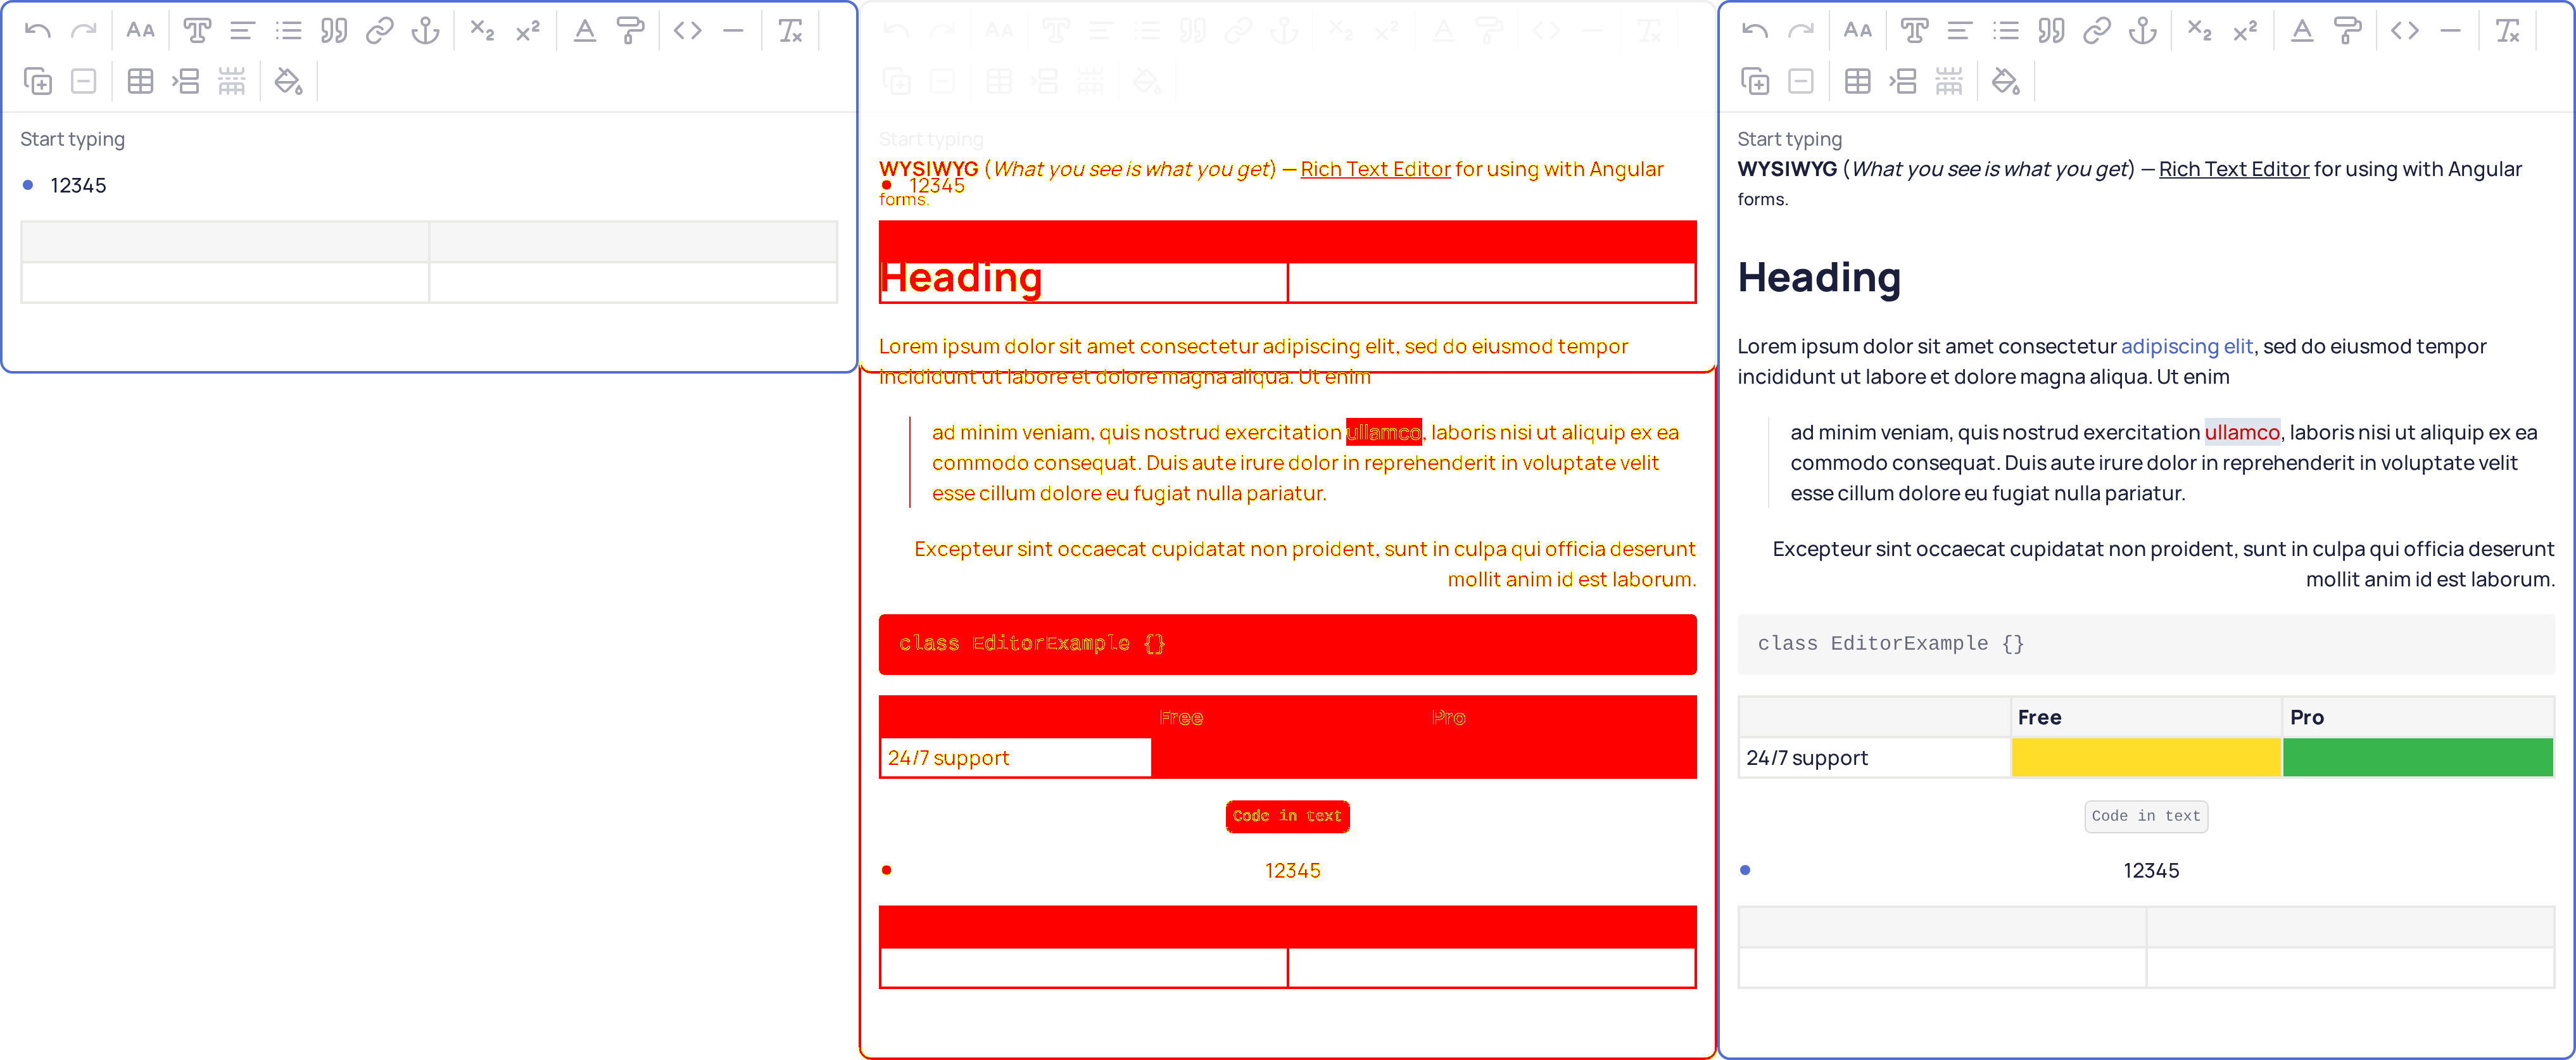 Start typing
12345
Start typing
WYSIWYG (What you see is what you get) — Rich Text Editor for using with Angular
12345
forms.
Heading
Lorem ipsum dolor sit amet consectetur adipiscing elit, sed do eiusmod tempor
incididunt ut labore et dolore magna aliqua. Ut enim
ad minim veniam, quis nostrud exercitation ullamco, laboris nisi ut aliquip ex ea
commodo consequat. Duis aute irure dolor in reprehenderit in voluptate velit
esse cillum dolore eu fugiat nulla pariatur.
Excepteur sint occaecat cupidatat non proident, sunt in culpa qui officia deserunt
mollit anim id est laborum.
class EditorExample {}
Free Pro
24/7 support
Code in text
12345
Start typing
WYSIWYG (What you see is what you get) — Rich Text Editor for using with Angular
forms.
Heading
Lorem ipsum dolor sit amet consectetur adipiscing elit, sed do eiusmod tempor
incididunt ut labore et dolore magna aliqua. Ut enim
ad minim veniam, quis nostrud exercitation ullamco, laboris nisi ut aliquip ex ea
commodo consequat. Duis aute irure dolor in reprehenderit in voluptate velit
esse cillum dolore eu fugiat nulla pariatur.
Excepteur sint occaecat cupidatat non proident, sunt in culpa qui officia deserunt
mollit anim id est laborum.
class EditorExample {}
Free Pro
24/7 support
Code in text
12345